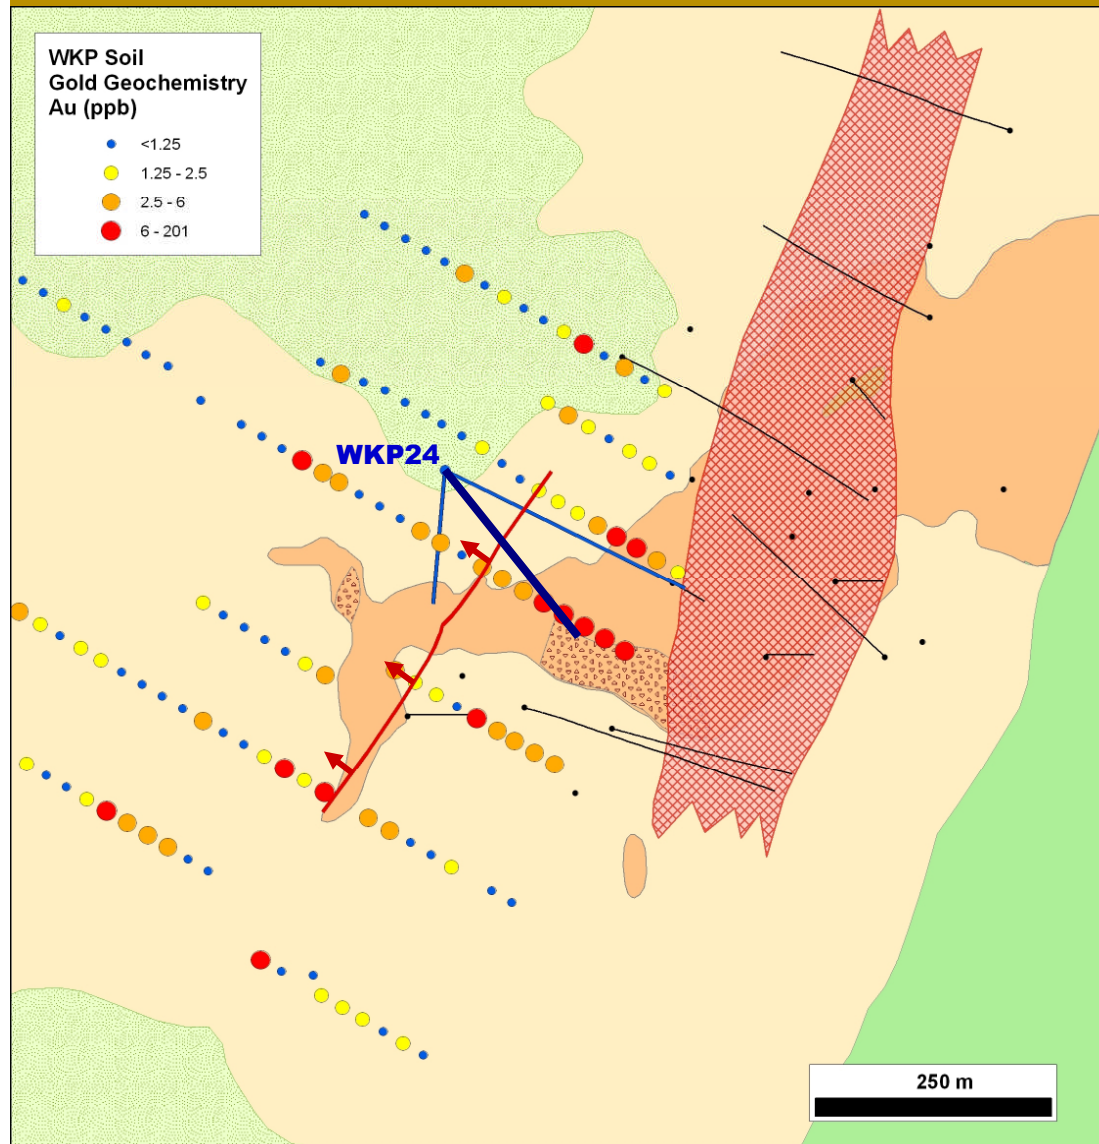 WKP Soil
Gold Geochemistry
Au (ppb)
<1.25
1.25 - 2.5
2.5 - 6
6 - 201
WKP24
250 m